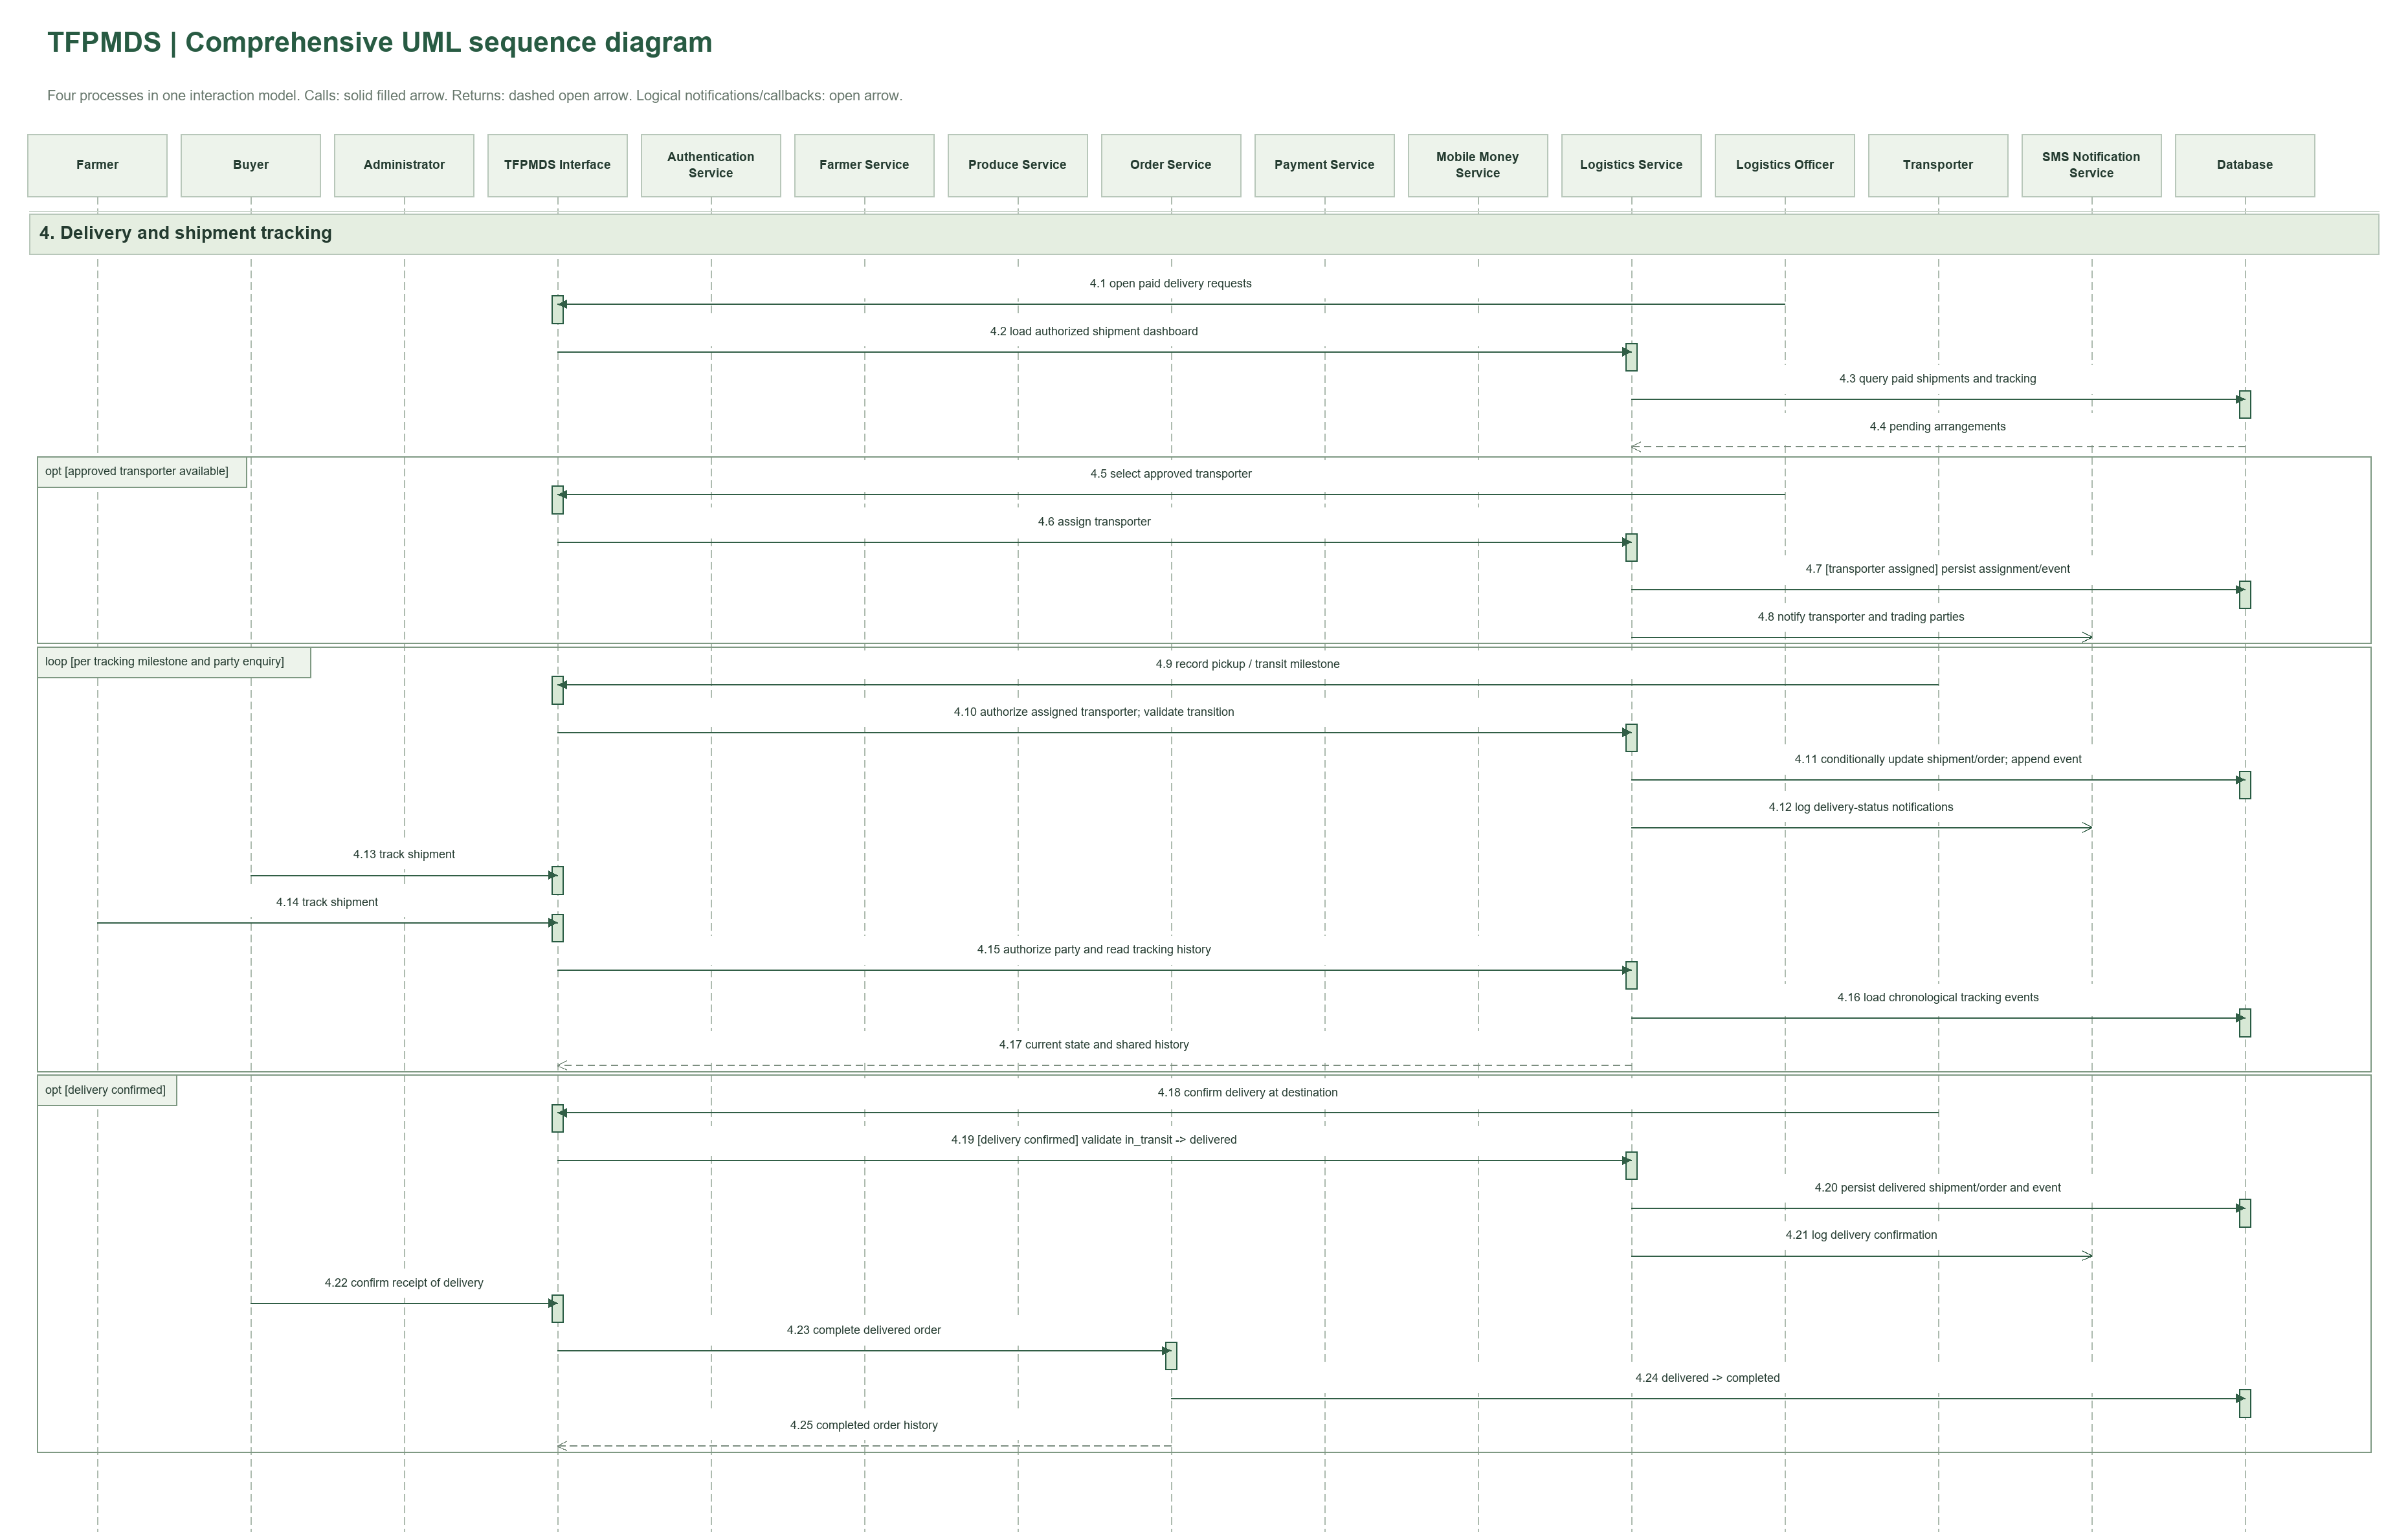 TFPMDS | Comprehensive UML sequence diagram
Four processes in one interaction model. Calls: solid filled arrow. Returns: dashed open arrow. Logical notifications/callbacks: open arrow.
Farmer
Buyer
Administrator
TFPMDS Interface
Authentication
Service
Farmer Service
Produce Service
Order Service
Payment Service
Mobile Money
Service
Logistics Service
Logistics Officer
Transporter
SMS Notification
Service
Database
4. Delivery and shipment tracking
4.1 open paid delivery requests
4.2 load authorized shipment dashboard
4.3 query paid shipments and tracking
4.4 pending arrangements
opt [approved transporter available]
4.5 select approved transporter
4.6 assign transporter
4.7 [transporter assigned] persist assignment/event
4.8 notify transporter and trading parties
loop [per tracking milestone and party enquiry]
4.9 record pickup / transit milestone
4.10 authorize assigned transporter; validate transition
4.11 conditionally update shipment/order; append event
4.12 log delivery-status notifications
4.13 track shipment
4.14 track shipment
4.15 authorize party and read tracking history
4.16 load chronological tracking events
4.17 current state and shared history
opt [delivery confirmed]
4.18 confirm delivery at destination
4.19 [delivery confirmed] validate in_transit -> delivered
4.20 persist delivered shipment/order and event
4.21 log delivery confirmation
4.22 confirm receipt of delivery
4.23 complete delivered order
4.24 delivered -> completed
4.25 completed order history